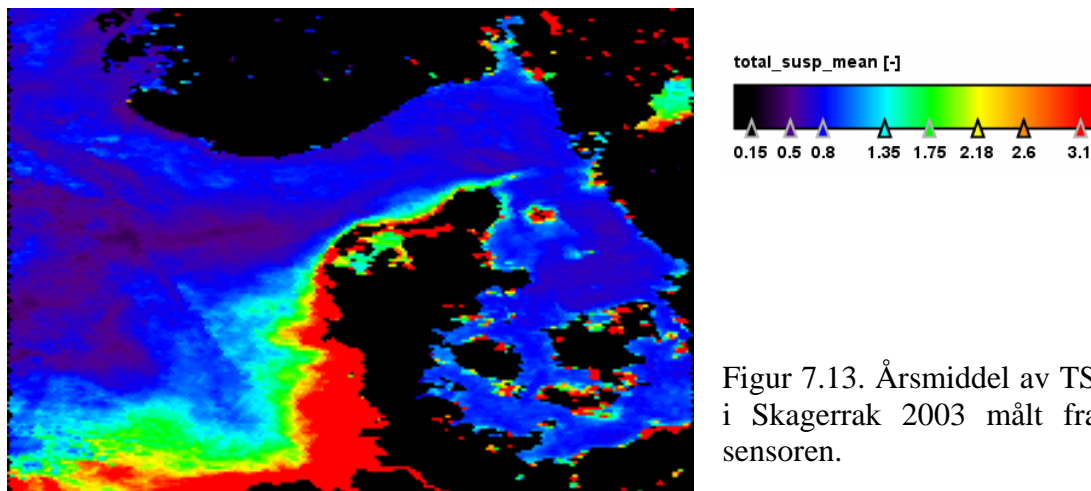 total_susp_mean [-]
0.15 0.5 0.8 1.35 1.75 2.18 2.6 3.1
Figur 7.13. Årsmiddel av TS
i Skagerrak 2003 målt fra
sensoren.